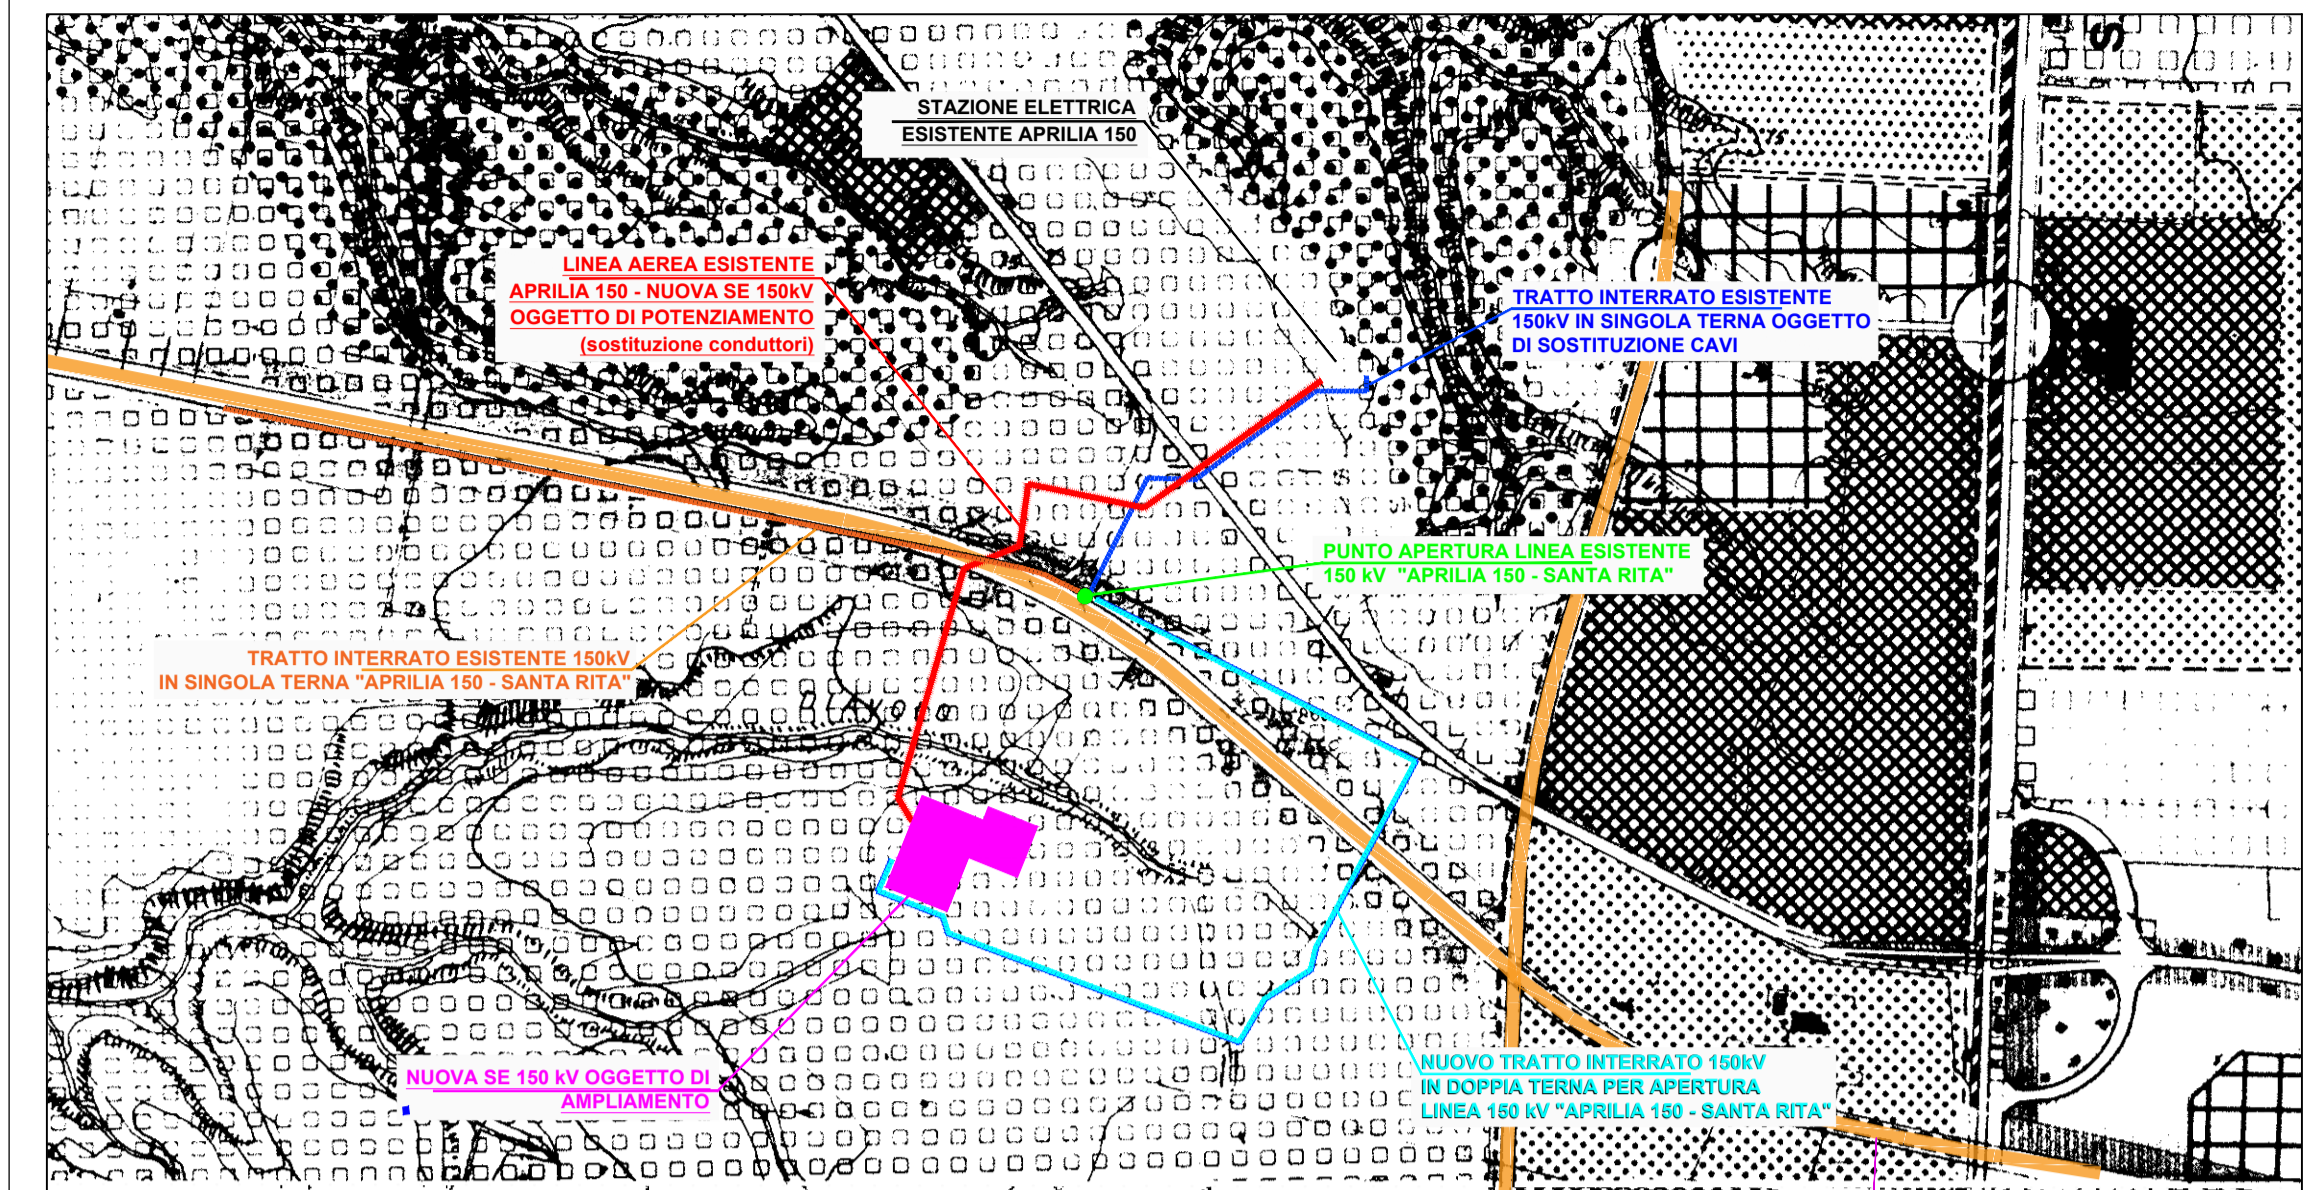 S
STAZIONE ELETTRICA
ESISTENTE APRILIA 150
LINEA AEREA ESISTENTE
APRILIA 150 - NUOVA SE 150kV
OGGETTO DI POTENZIAMENTO
(sostituzione conduttori)
TRATTO INTERRATO ESISTENTE
150kV IN SINGOLA TERNA OGGETTO
DI SOSTITUZIONE CAVI
PUNTO APERTURA LINEA ESISTENTE
150 kV "APRILIA 150 - SANTA RITA"
TRATTO INTERRATO ESISTENTE 150kV
IN SINGOLA TERNA "APRILIA 150 - SANTA RITA"
NUOVA SE 150 kV OGGETTO DI
AMPLIAMENTO
NUOVO TRATTO INTERRATO 150kV
IN DOPPIA TERNA PER APERTURA
LINEA 150 kV "APRILIA 150 - SANTA RITA"